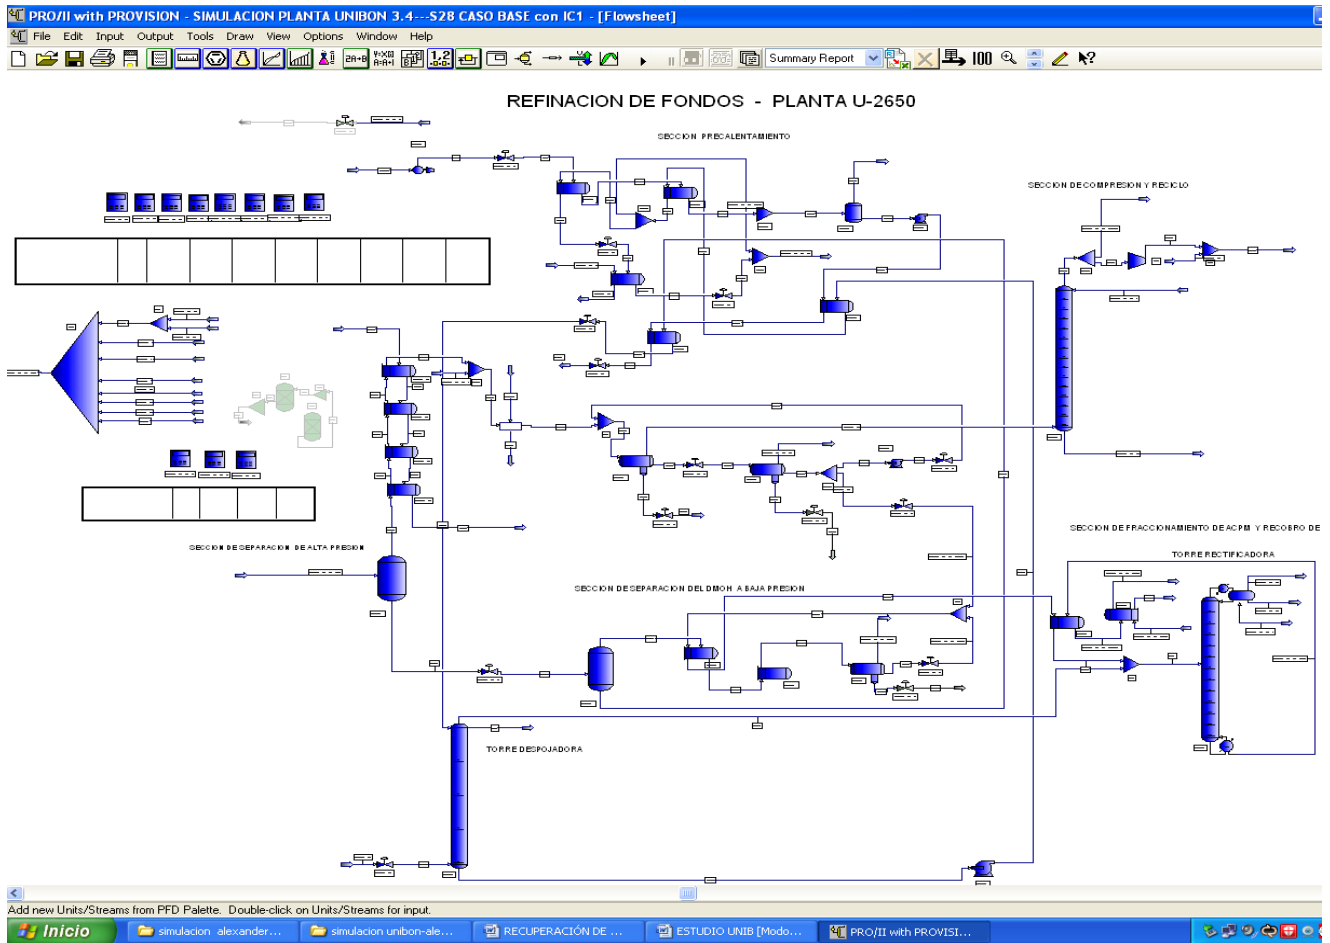 PRO/II with PROVISION - SIMULACION PLANTA UNIBON 3.4---S28 CASO BASE con IC1 - [Flowsheet]
File Edit Input Output Tools Draw View Options Window Help
Summary Report
REFINACION DE FONDOS - PLANTA U-2650
SECCION PRECALENTAMIENTO
SECCION DE COMPRESION Y RECICLO
SECCION DE SEPARACION DE ALTA PRESION
SECCION DE FRACCIONAMIENTO DE ACPM Y RECOBRO DE
TORRE RECTIFICADORA
SECCION DE SEPARACION DEL DMOH A BAJA PRESION
TORRE DESPOJADORA
Add new Units/Streams from PFD Palette. Double-click on Units/Streams for input.
Inicio
simulacion alexander...
simulacion unibon-ale...
RECUPERACIÓN DE ...
ESTUDIO UNIB [Modo...
PRO/II with PROVISI...